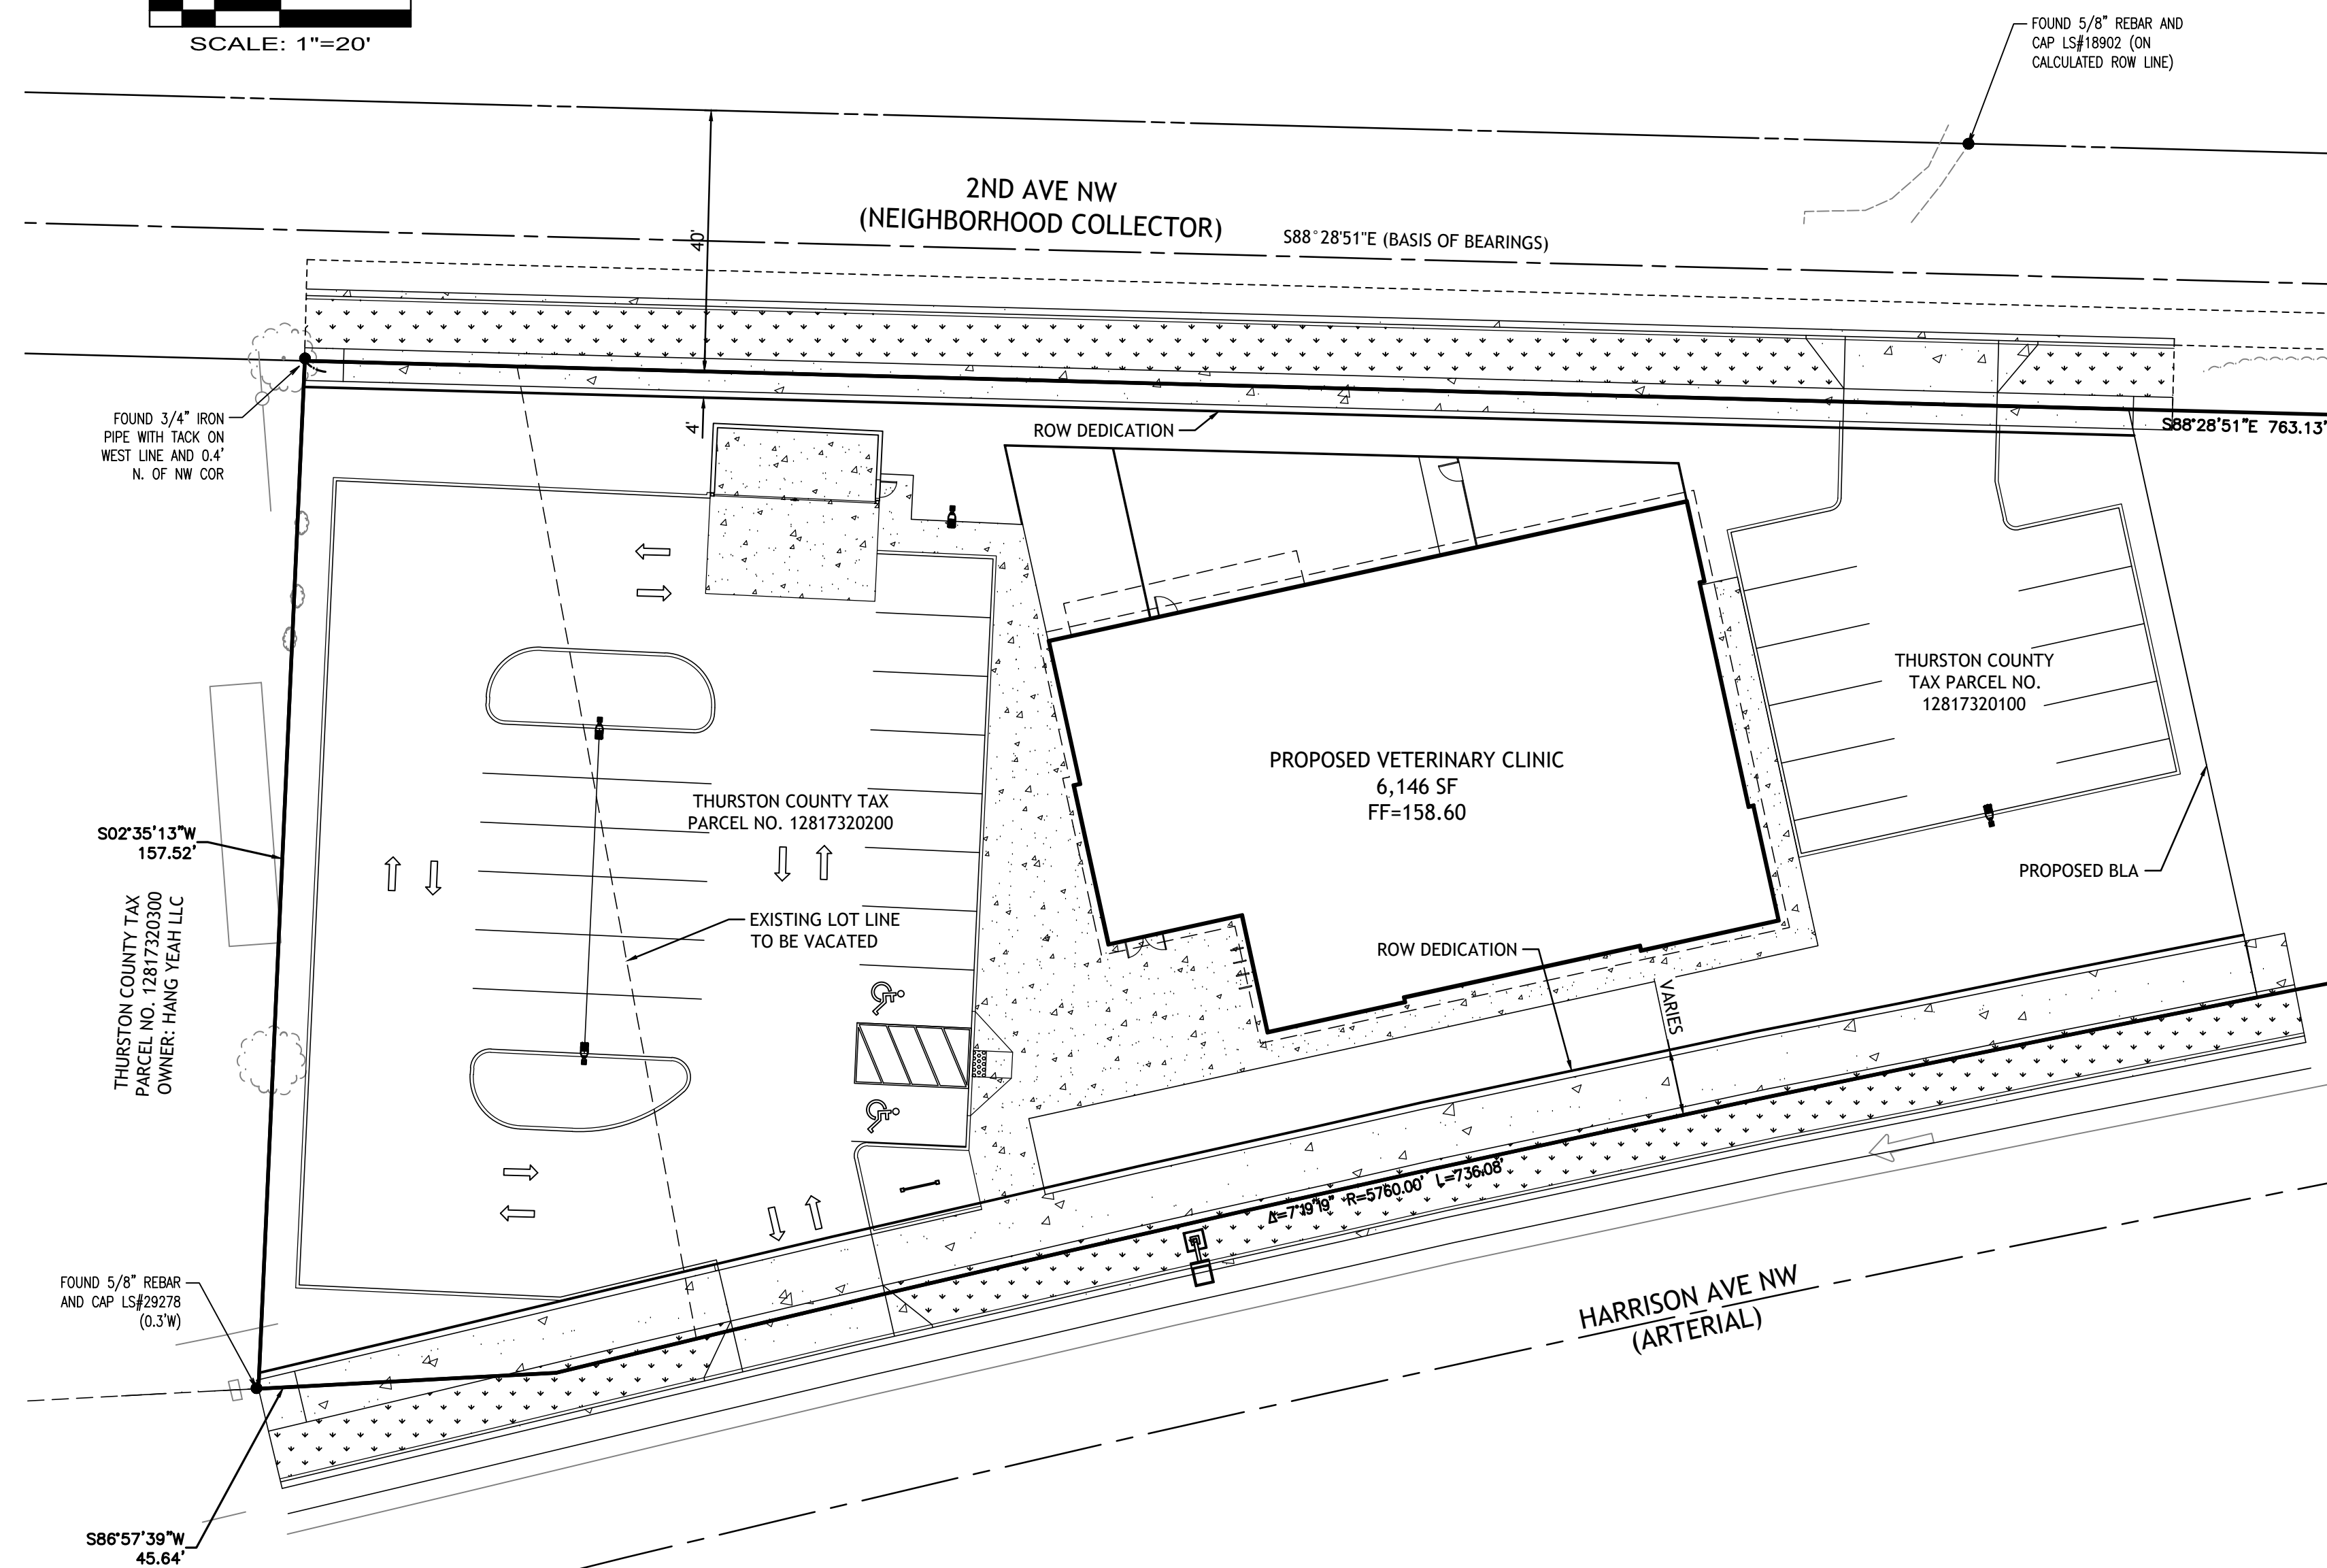 SCALE: 1"=20'
FOUND 5/8" REBAR AND
CAP LS#18902 (ON
CALCULATED ROW LINE)
2ND AVE NW
(NEIGHBORHOOD COLLECTOR)
S88°28'51"E (BASIS OF BEARINGS)
40'
FOUND 3/4" IRON
PIPE WITH TACK ON
WEST LINE AND 0.4'
N. OF NW COR
4'
ROW DEDICATION
S88°28'51"E 763.13'
THURSTON COUNTY
TAX PARCEL NO.
12817320100
PROPOSED VETERINARY CLINIC
6,146 SF
FF=158.60
THURSTON COUNTY TAX
PARCEL NO. 12817320200
S02°35'13"W
157.52'
PROPOSED BLA
THURSTON COUNTY TAX
PARCEL NO. 12817320300
OWNER: HANG YEAH LLC
EXISTING LOT LINE
TO BE VACATED
ROW DEDICATION
VARIES
Δ=7°19'19" R=5760.00' L=736.08'
FOUND 5/8" REBAR
AND CAP LS#29278
(0.3'W)
HARRISON AVE NW
(ARTERIAL)
S86°57'39"W
45.64'